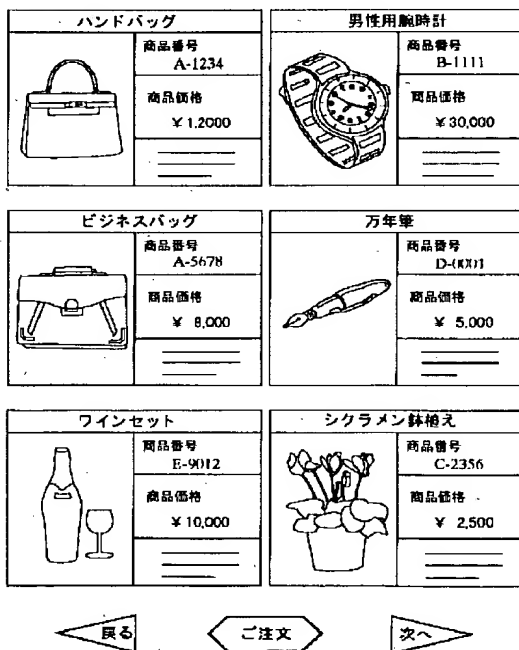 ハンドバッグ
商品番号
A-1234
商品価格
¥1,2000
男性用腕時計
商品番号
B-1111
商品価格
¥30,000
ビジネスバッグ
商品番号
A-5678
商品価格
¥ 8,000
万年筆
商品番号
D-0001
商品価格
¥ 5,000
ワインセット
商品番号
E-9012
商品価格
¥10,000
シクラメン鉢植え
商品番号
C-2356
商品価格
¥ 2,500
戻る
ご注文
次へ